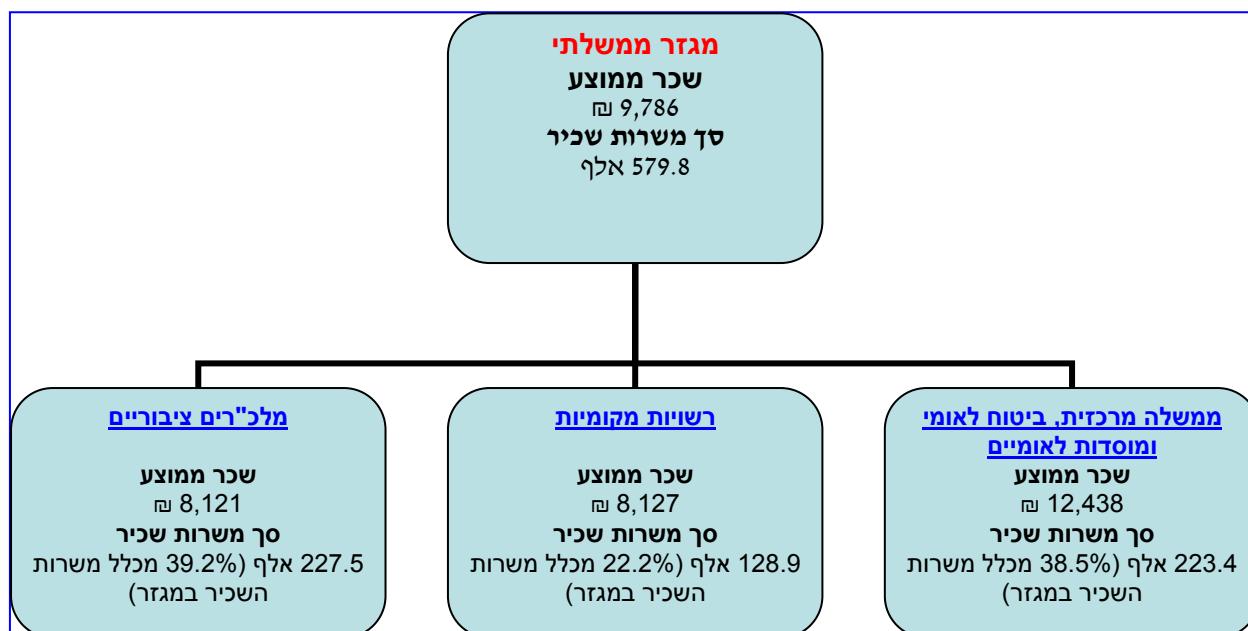 מגזר ממשלתי
שכר ממוצע
9,786 ₪
סך משרות שכיר
579.8 אלף
ממשלה מרכזית, ביטוח לאומי
ומוסדות לאומיים
שכר ממוצע
12,438 ₪
סך משרות שכיר
223.4 אלף (38.5% מכלל משרות
השכיר במגזר)
רשויות מקומיות
שכר ממוצע
8,127 ₪
סך משרות שכיר
128.9 אלף (22.2% מכלל משרות
השכיר במגזר)
מלכ"רים ציבוריים
שכר ממוצע
8,121 ₪
סך משרות שכיר
227.5 אלף (39.2% מכלל משרות
השכיר במגזר)